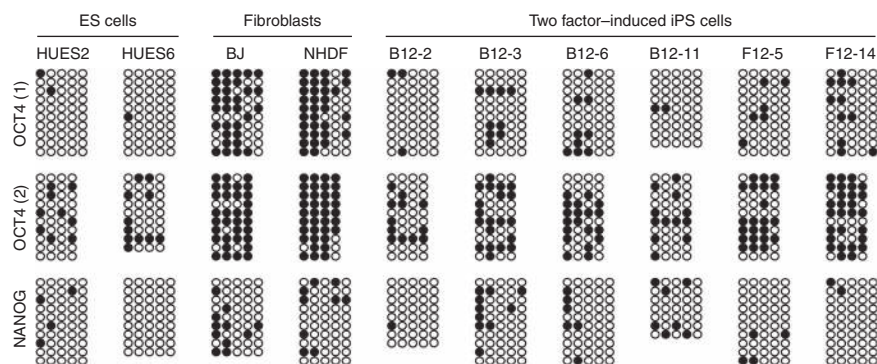 ES cells Fibroblasts Two factor–induced iPS cells
HUES2 HUES6 BJ NHDF B12-2 B12-3 B12-6 B12-11 F12-5 F12-14
OCT4 (1)
OCT4 (2)
NANOG